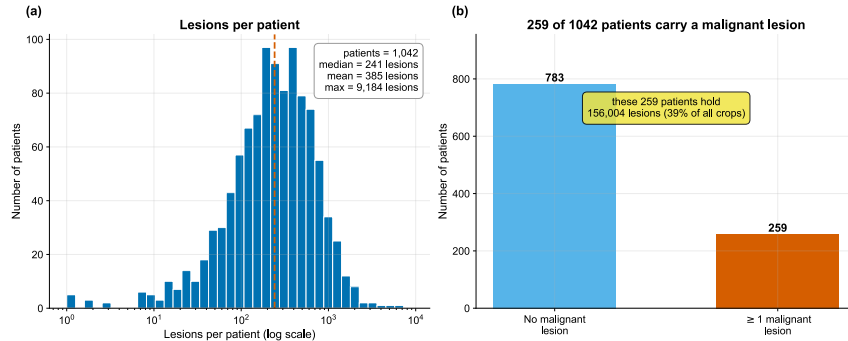 (a)
Lesions per patient
patients = 1,042
median = 241 lesions
mean = 385 lesions
max = 9,184 lesions
Number of patients
100
80
60
40
20
0
10⁰
10¹
10²
10³
10⁴
Lesions per patient (log scale)
(b)
259 of 1042 patients carry a malignant lesion
783
these 259 patients hold
156,004 lesions (39% of all crops)
259
Number of patients
800
600
400
200
0
No malignant
lesion
≥ 1 malignant
lesion